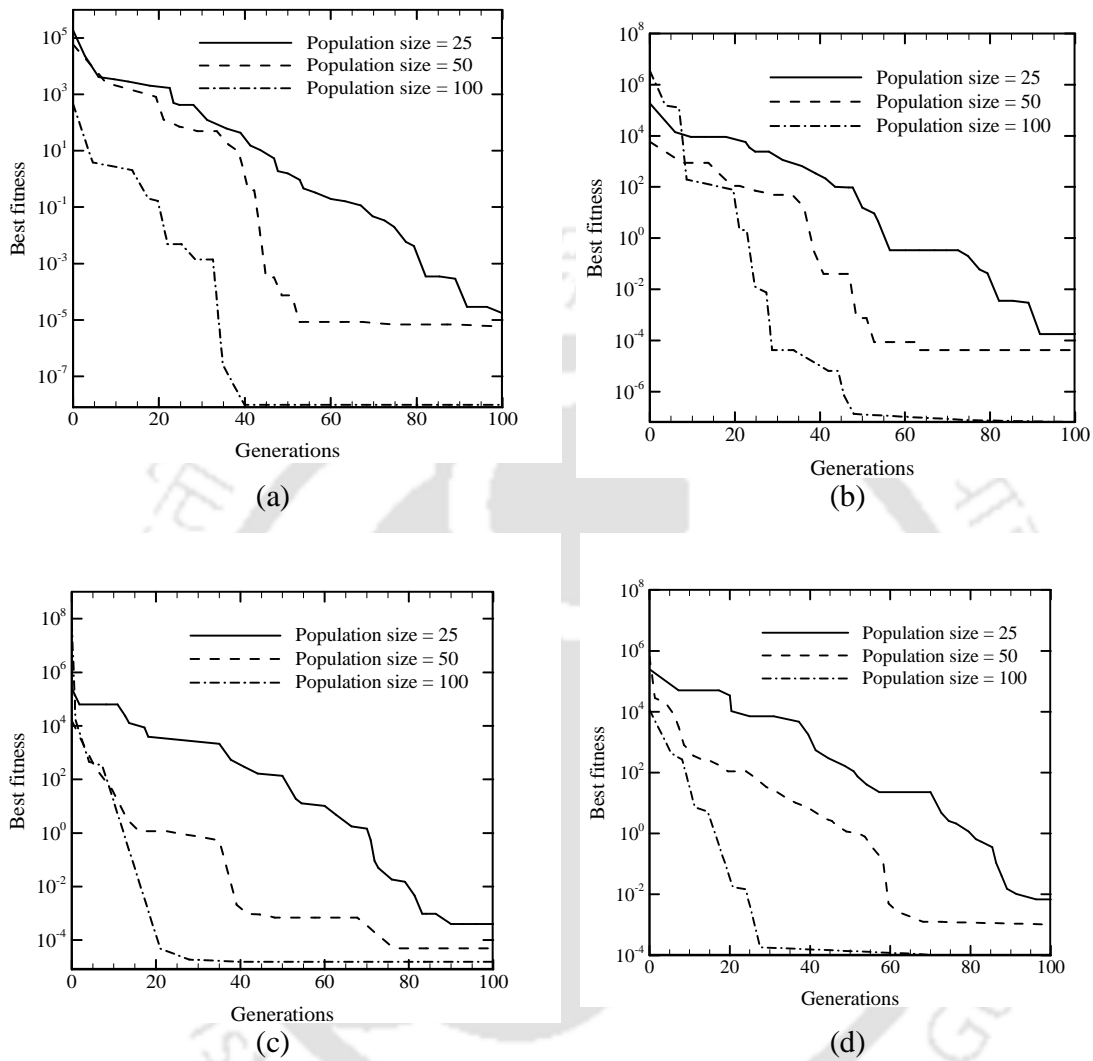 10^5
10^3
10^1
10^-1
10^-3
10^-5
10^-7
Best fitness
Population size = 25
Population size = 50
Population size = 100
0 20 40 60 80 100
Generations
(a)
10^8
10^6
10^4
10^2
10^0
10^-2
10^-4
10^-6
Best fitness
Population size = 25
Population size = 50
Population size = 100
0 20 40 60 80 100
Generations
(b)
10^8
10^6
10^4
10^2
10^0
10^-2
10^-4
Best fitness
Population size = 25
Population size = 50
Population size = 100
0 20 40 60 80 100
Generations
(c)
10^8
10^6
10^4
10^2
10^0
10^-2
10^-4
Best fitness
Population size = 25
Population size = 50
Population size = 100
0 20 40 60 80 100
Generations
(d)